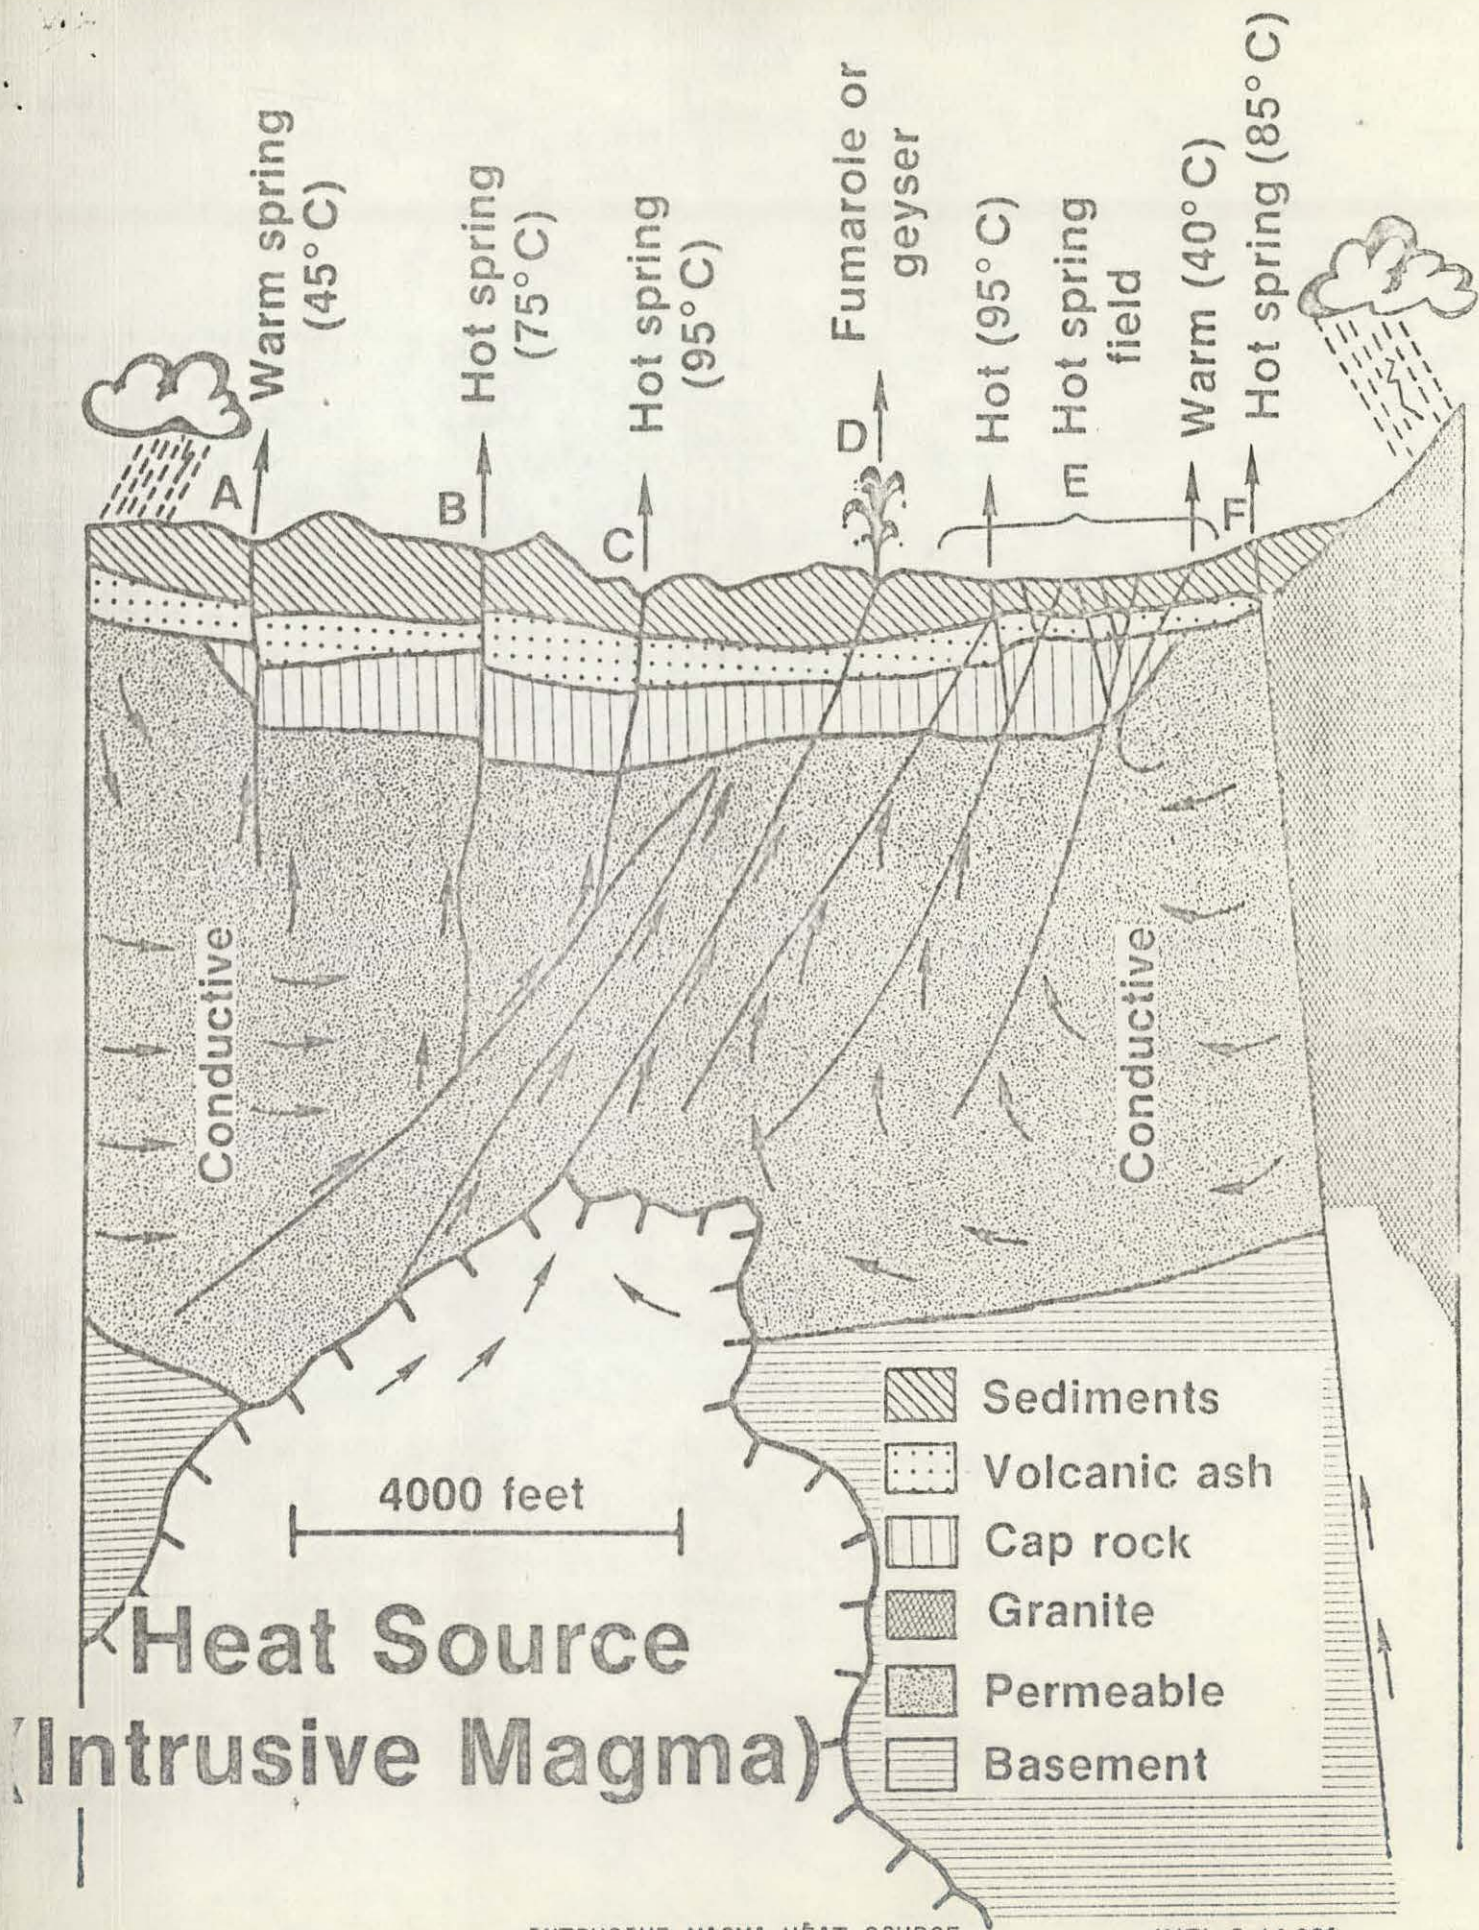 Warm spring
(45°C)
Hot spring
(75°C)
Hot spring
(95°C)
Fumarole or
geyser
Hot (95°C)
Hot spring
field
Warm (40°C)
Hot spring (85°C)
A
B
C
D
E
F
Conductive
Conductive
4000 feet
Heat Source
(Intrusive Magma)
Sediments
Volcanic ash
Cap rock
Granite
Permeable
Basement